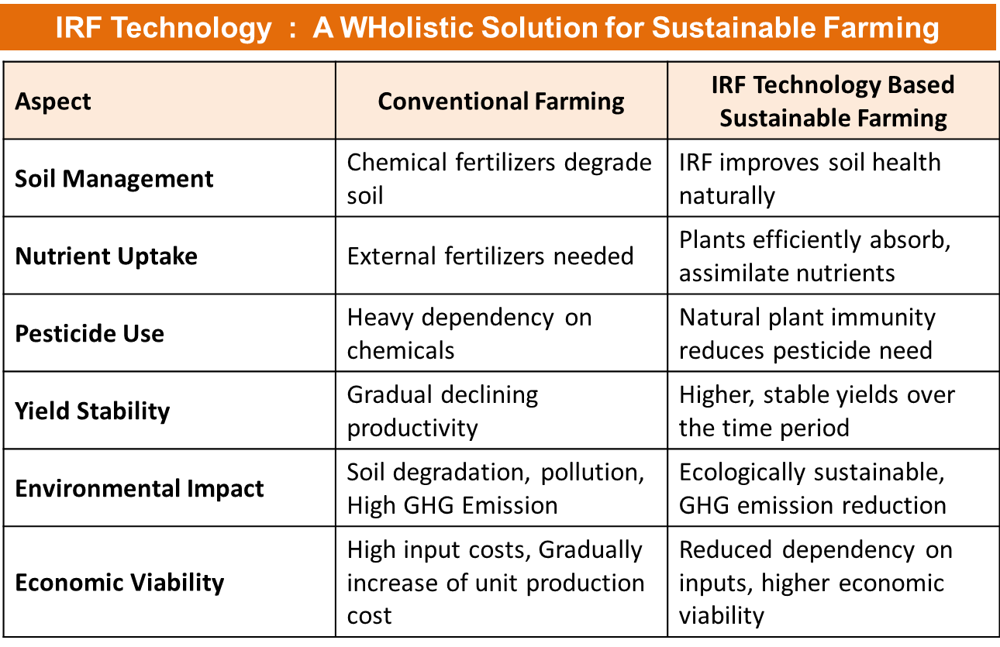 IRF Technology : A WHolistic Solution for Sustainable Farming
Aspect
Conventional Farming
IRF Technology Based
Sustainable Farming
Soil Management
Chemical fertilizers degrade
soil
IRF improves soil health
naturally
Nutrient Uptake
External fertilizers needed
Plants efficiently absorb,
assimilate nutrients
Pesticide Use
Heavy dependency on
chemicals
Natural plant immunity
reduces pesticide need
Yield Stability
Gradual declining
productivity
Higher, stable yields over
the time period
Environmental Impact
Soil degradation, pollution,
High GHG Emission
Ecologically sustainable,
GHG emission reduction
Economic Viability
High input costs, Gradually
increase of unit production
cost
Reduced dependency on
inputs, higher economic
viability